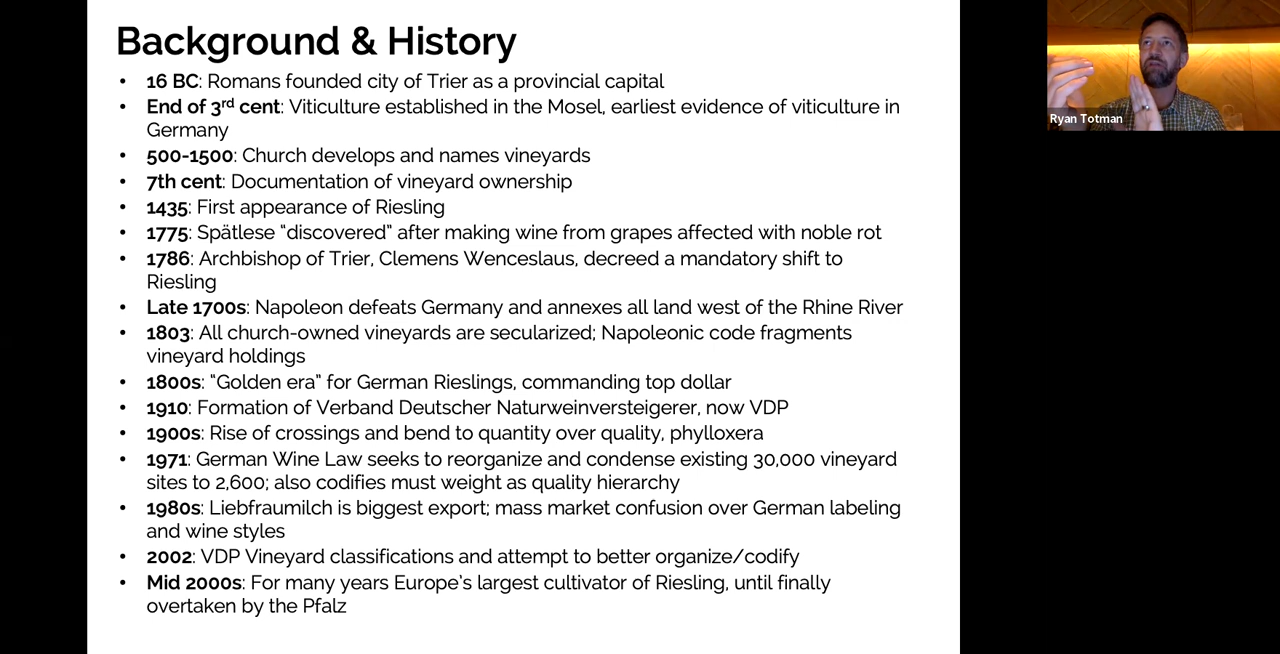 Background & History
• 16 BC: Romans founded city of Trier as a provincial capital
• End of 3rd cent: Viticulture established in the Mosel, earliest evidence of viticulture in
Germany
• 500-1500: Church develops and names vineyards
• 7th cent: Documentation of vineyard ownership
• 1435: First appearance of Riesling
• 1775: Spätlese “discovered” after making wine from grapes affected with noble rot
• 1786: Archbishop of Trier, Clemens Wenceslaus, decreed a mandatory shift to
Riesling
• Late 1700s: Napoleon defeats Germany and annexes all land west of the Rhine River
• 1803: All church-owned vineyards are secularized; Napoleonic code fragments
vineyard holdings
• 1800s: “Golden era” for German Rieslings, commanding top dollar
• 1910: Formation of Verband Deutscher Naturweinversteigerer, now VDP
• 1900s: Rise of crossings and bend to quantity over quality, phylloxera
• 1971: German Wine Law seeks to reorganize and condense existing 30,000 vineyard
sites to 2,600; also codifies must weight as quality hierarchy
• 1980s: Liebfraumilch is biggest export; mass market confusion over German labeling
and wine styles
• 2002: VDP Vineyard classifications and attempt to better organize/codify
• Mid 2000s: For many years Europe's largest cultivator of Riesling, until finally
overtaken by the Pfalz
Ryan Totman